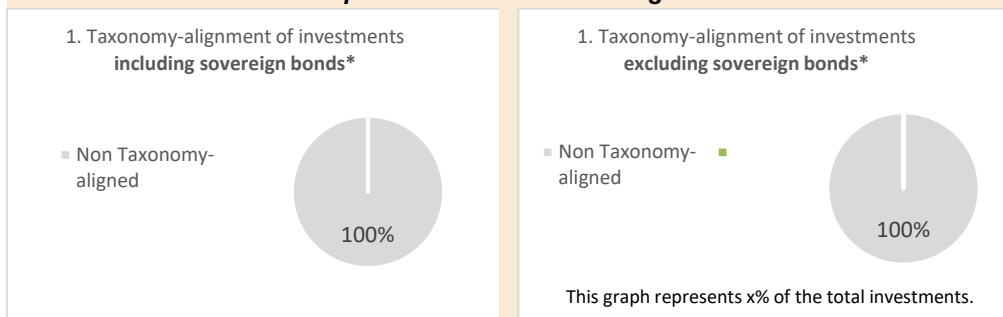 1. Taxonomy-alignment of investments
including sovereign bonds*
Non Taxonomy-
aligned
100%
1. Taxonomy-alignment of investments
excluding sovereign bonds*
Non Taxonomy-
aligned
100%
This graph represents x% of the total investments.